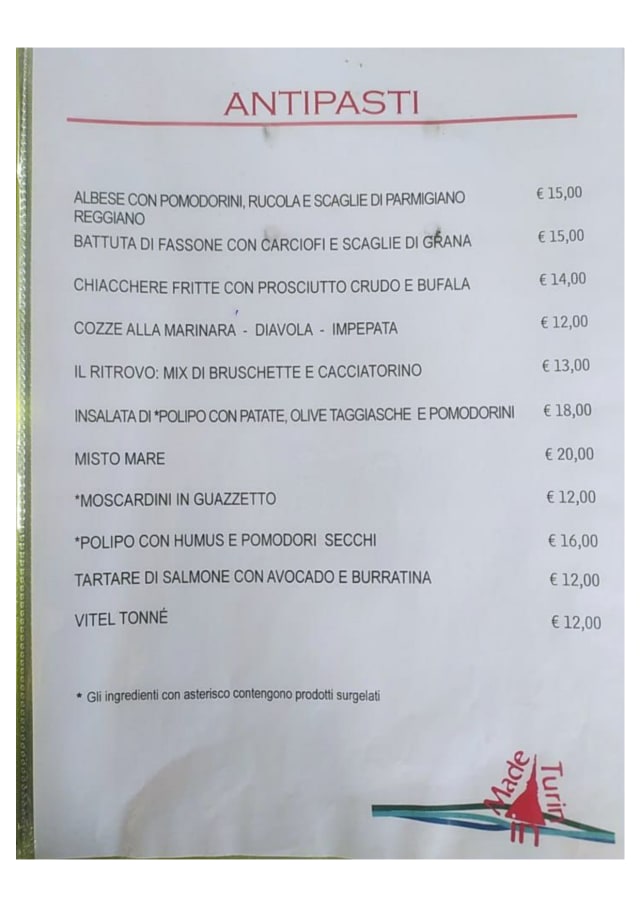 ANTIPASTI
ALBESE CON POMODORINI, RUCOLA E SCAGLIE DI PARMIGIANO € 15,00
REGGIANO
BATTUTA DI FASSONE CON CARCIOFI E SCAGLIE DI GRANA € 15,00
CHIACCHERE FRITTE CON PROSCIUTTO CRUDO E BUFALA € 14,00
COZZE ALLA MARINARA - DIAVOLA - IMPEPATA € 12,00
IL RITROVO: MIX DI BRUSCHETTE E CACCIATORINO € 13,00
INSALATA DI *POLIPO CON PATATE, OLIVE TAGGIASCHE E POMODORINI € 18,00
MISTO MARE € 20,00
*MOSCARDINI IN GUAZZETTO € 12,00
*POLIPO CON HUMUS E POMODORI SECCHI € 16,00
TARTARE DI SALMONE CON AVOCADO E BURRATINA € 12,00
VITEL TONNÉ € 12,00
* Gli ingredienti con asterisco contengono prodotti surgelati
Made
in
Turin